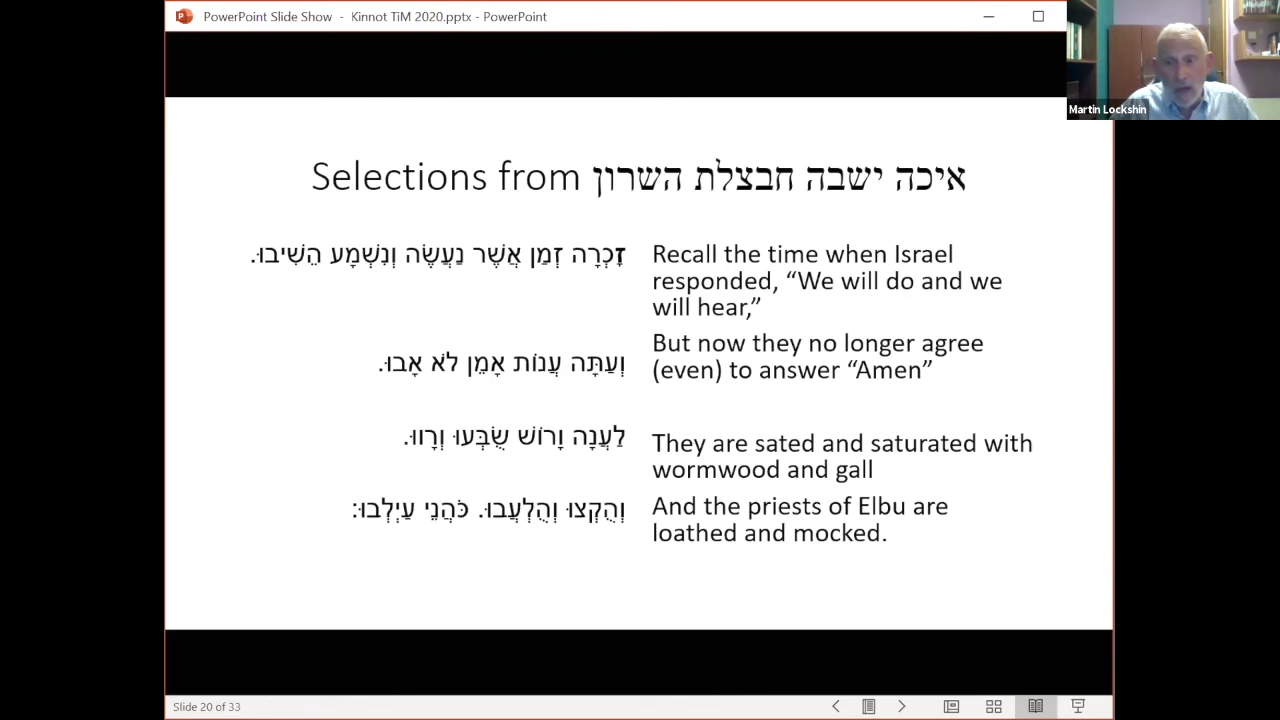 PowerPoint Slide Show - Kinnot TiM 2020.pptx - PowerPoint
Martin Lockshin
Selections from איכה ישבה חבצלת השרון
זָכְרָה זְמַן אֲשֶׁר נַעֲשֶׂה וְנִשְׁמָע הֵשִׁיבוּ.
Recall the time when Israel
responded, “We will do and we
will hear,”
וְעַתָּה עֲנוֹת אָמֵן לֹא אָבוּ.
But now they no longer agree
(even) to answer “Amen”
לַעֲנָה וָרוֹשׁ שֻׂבְּעוּ וְרָווּ.
They are sated and saturated with
wormwood and gall
וְהֻקְצוּ וְהֻלְעֲבוּ. כֹּהֲנֵי עַיְלְבוּ:
And the priests of Elbu are
loathed and mocked.
Slide 20 of 33